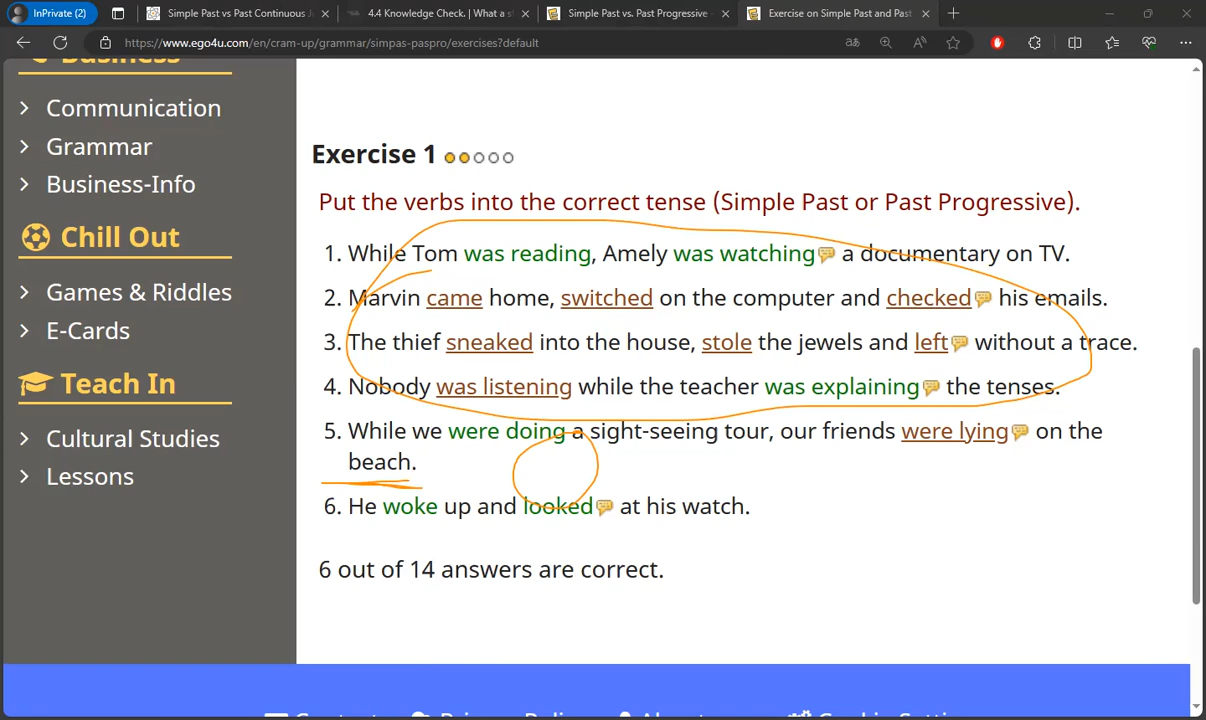 InPrivate (2)
Simple Past vs Past Continuous
4.4 Knowledge Check. | What a
Simple Past vs. Past Progressive
Exercise on Simple Past and Past
https://www.ego4u.com/en/cram-up/grammar/simpas-paspro/exercises?default
Business
Communication
Grammar
Business-Info
Chill Out
Games & Riddles
E-Cards
Teach In
Cultural Studies
Lessons
Exercise 1
Put the verbs into the correct tense (Simple Past or Past Progressive).
1. While Tom was reading, Amely was watching a documentary on TV.
2. Marvin came home, switched on the computer and checked his emails.
3. The thief sneaked into the house, stole the jewels and left without a trace.
4. Nobody was listening while the teacher was explaining the tenses.
5. While we were doing a sight-seeing tour, our friends were lying on the
beach.
6. He woke up and looked at his watch.
6 out of 14 answers are correct.